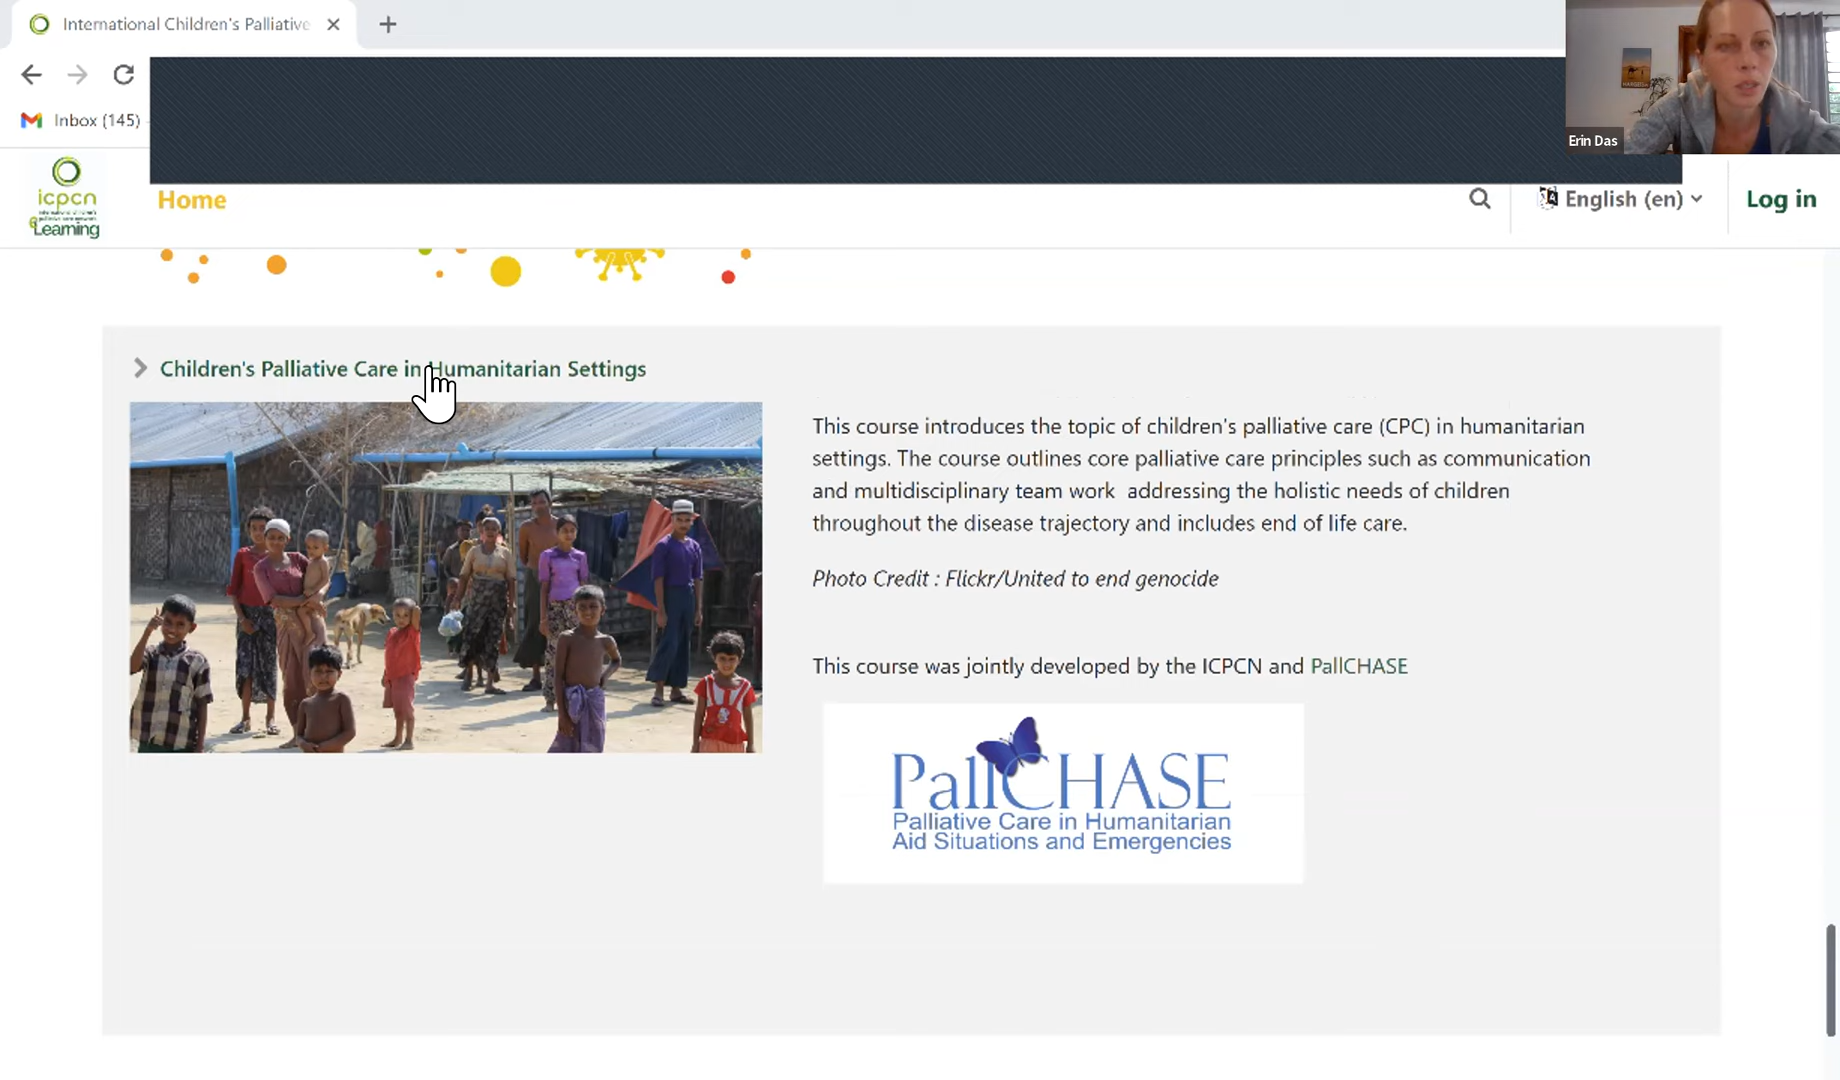 International Children's Palliative
Inbox (145)
Erin Das
icpcn
eLearning
Home
English (en)
Log in
Children's Palliative Care in Humanitarian Settings
This course introduces the topic of children's palliative care (CPC) in humanitarian
settings. The course outlines core palliative care principles such as communication
and multidisciplinary team work addressing the holistic needs of children
throughout the disease trajectory and includes end of life care.
Photo Credit : Flickr/United to end genocide
This course was jointly developed by the ICPCN and PallCHASE
PallCHASE
Palliative Care in Humanitarian
Aid Situations and Emergencies